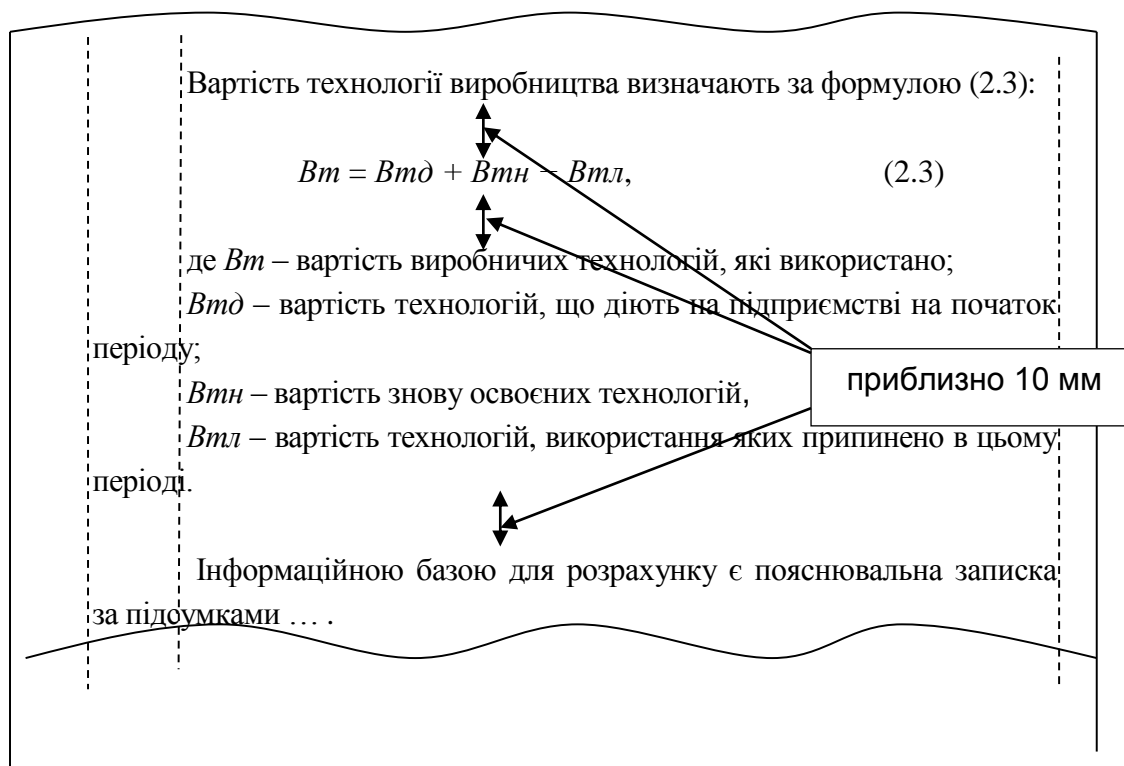 Вартість технології виробництва визначають за формулою (2.3):
Вт = Втд + Втн – Втл, (2.3)
де Вт – вартість виробничих технологій, які використано;
Втд – вартість технологій, що діють на підприємстві на початок
періоду;
приблизно 10 мм
Втн – вартість знову освоєних технологій,
Втл – вартість технологій, використання яких припинено в цьому
періоді.
Інформаційною базою для розрахунку є пояснювальна записка
за підсумками … .